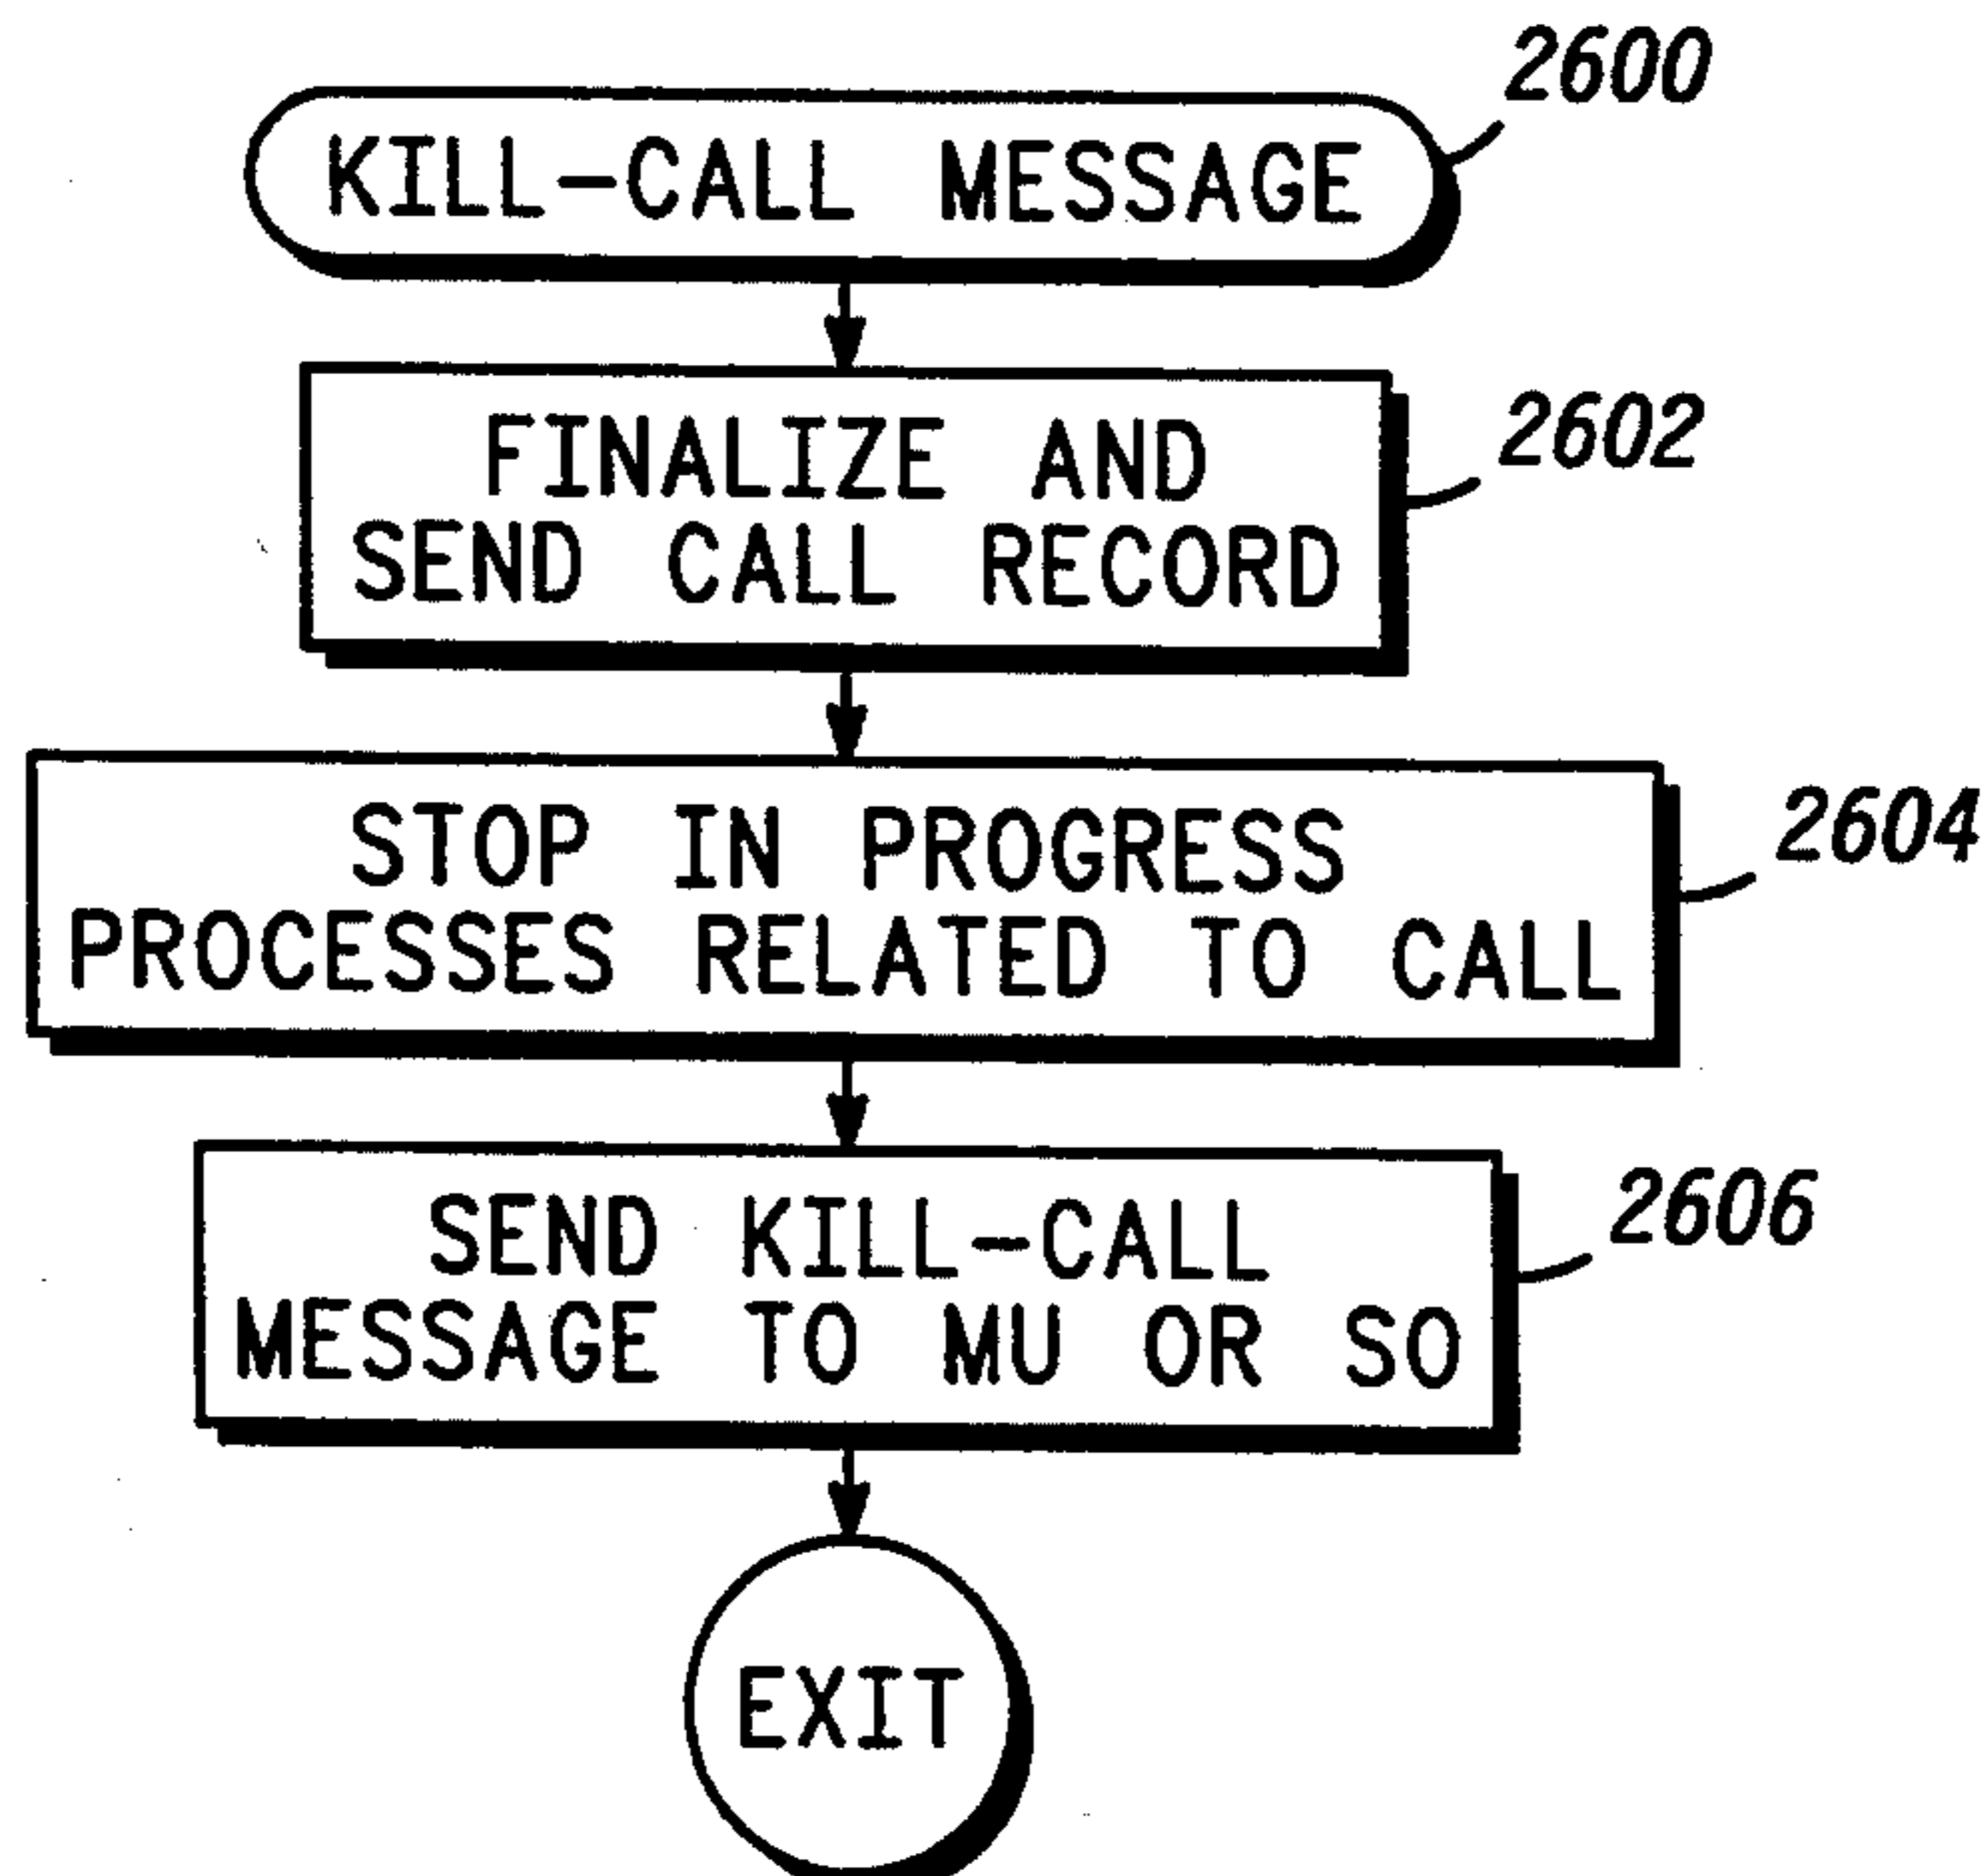 2600
KILL-CALL MESSAGE
2602
FINALIZE AND
SEND CALL RECORD
2604
STOP IN PROGRESS
PROCESSES RELATED TO CALL
2606
SEND KILL-CALL
MESSAGE TO MU OR SO
EXIT